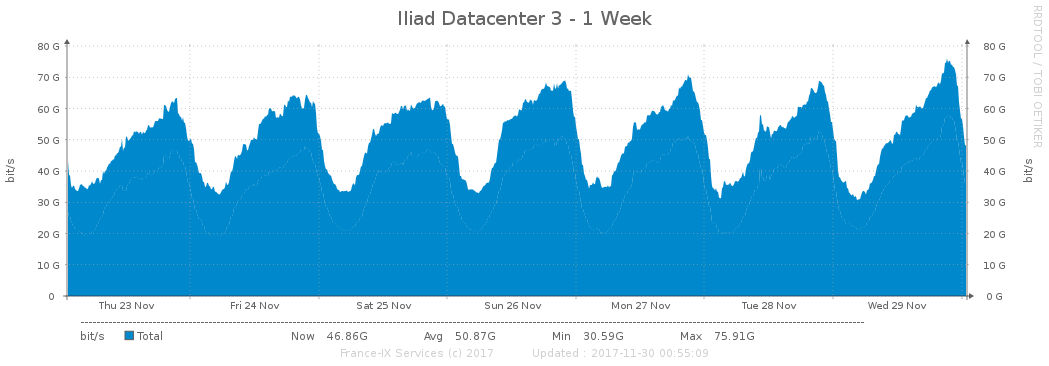 Iliad Datacenter 3 - 1 Week
RRDTOOL / TOBI OETIKER
bit/s
80 G 80 G
70 G 70 G
60 G 60 G
50 G 50 G
40 G 40 G
30 G 30 G
20 G 20 G
10 G 10 G
0 0 G
bit/s
Thu 23 Nov Fri 24 Nov Sat 25 Nov Sun 26 Nov Mon 27 Nov Tue 28 Nov Wed 29 Nov
bit/s Total Now 46.86G Avg 50.87G Min 30.59G Max 75.91G
France-IX Services (c) 2017 Updated : 2017-11-30 00:55:09